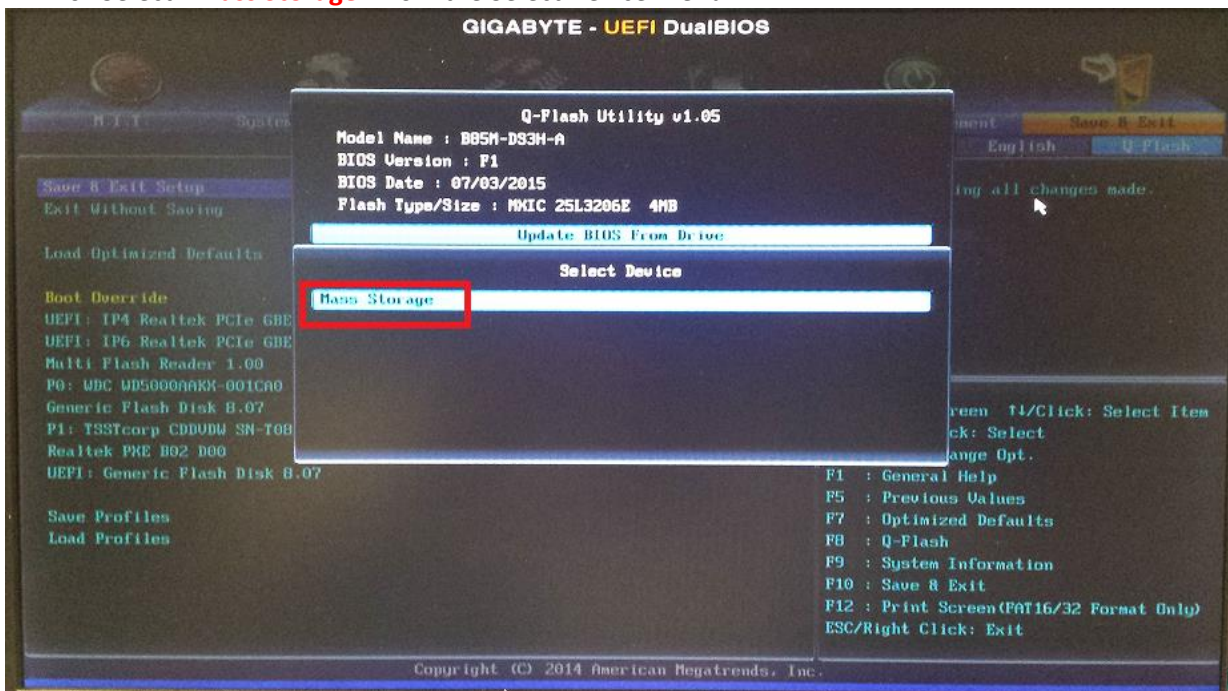 GIGABYTE - UEFI DualBIOS
M.I.T. System
Save & Exit
English Q-Flash
Q-Flash Utility v1.05
Model Name : B85M-DS3H-A
BIOS Version : F1
BIOS Date : 07/03/2015
Flash Type/Size : MXIC 25L3206E 4MB
Update BIOS From Drive
Select Device
Mass Storage
Save & Exit Setup
Exit Without Saving
Load Optimized Defaults
Boot Override
UEFI: IP4 Realtek PCIe GBE
UEFI: IP6 Realtek PCIe GBE
Multi Flash Reader 1.00
P0: WDC WD5000AAKX-001CA0
Generic Flash Disk 8.07
P1: TSSTcorp CDDVDW SN-T08
Realtek PXE B02 D00
UEFI: Generic Flash Disk 8.07
Save Profiles
Load Profiles
ing all changes made.
reen ↑↓/Click: Select Item
ck: Select
ange Opt.
F1 : General Help
F5 : Previous Values
F7 : Optimized Defaults
F8 : Q-Flash
F9 : System Information
F10 : Save & Exit
F12 : Print Screen(FAT16/32 Format Only)
ESC/Right Click: Exit
Copyright (C) 2014 American Megatrends, Inc.